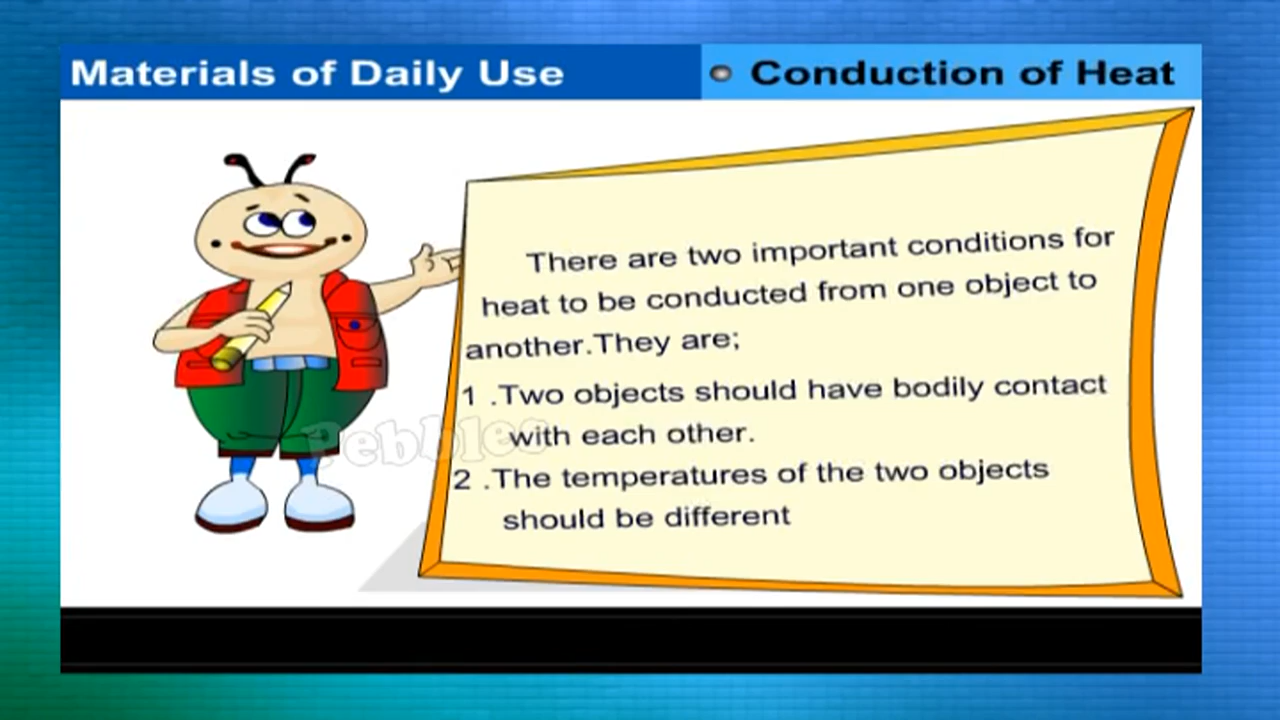 Materials of Daily Use
Conduction of Heat
There are two important conditions for
heat to be conducted from one object to
another.They are;
1 .Two objects should have bodily contact
with each other.
2 .The temperatures of the two objects
should be different
Pebbles